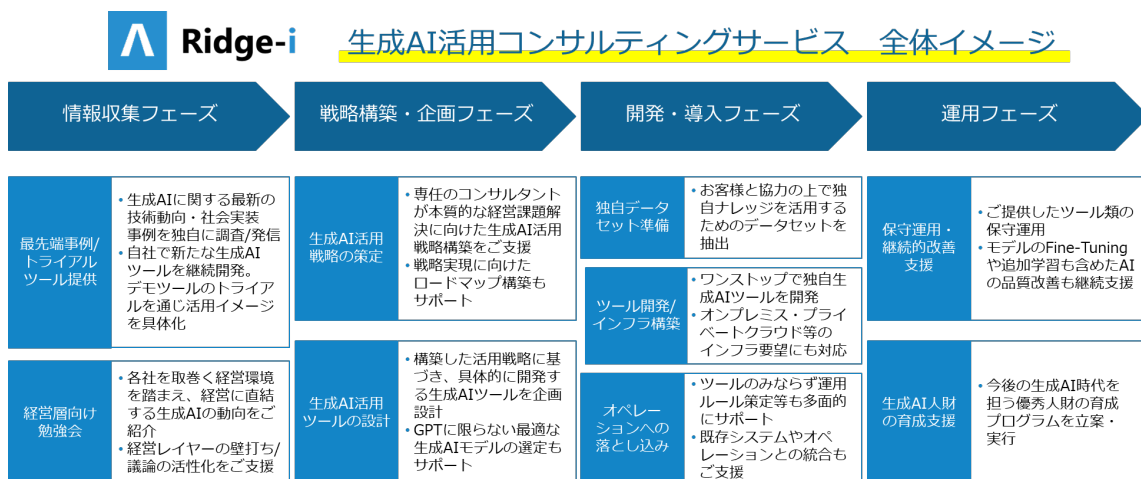 Ridge-i
生成AI活用コンサルティングサービス　全体イメージ
情報収集フェーズ
戦略構築・企画フェーズ
開発・導入フェーズ
運用フェーズ
最先端事例/
トライアル
ツール提供
• 生成AIに関する最新の
技術動向・社会実装
事例を独自に調査/発信
• 自社で新たな生成AI
ツールを継続開発。
デモツールのトライア
ルを通じ活用イメージ
を具体化
経営層向け
勉強会
• 各社を取巻く経営環境
を踏まえ、経営に直結
する生成AIの動向をご
紹介
• 経営レイヤーの壁打ち/
議論の活性化をご支援
生成AI活用
戦略の策定
• 専任のコンサルタント
が本質的な経営課題解
決に向けた生成AI活用
戦略構築をご支援
• 戦略実現に向けた
ロードマップ構築も
サポート
生成AI活用
ツールの設計
• 構築した活用戦略に基
づき、具体的に開発す
る生成AIツールを企画
設計
• GPTに限らない最適な
生成AIモデルの選定も
サポート
独自データ
セット準備
• お客様と協力の上で独
自ナレッジを活用する
ためのデータセットを
抽出
ツール開発/
インフラ構築
• ワンストップで独自生
成AIツールを開発
• オンプレミス・プライ
ベートクラウド等の
インフラ要望にも対応
オペレー
ションへの
落とし込み
• ツールのみならず運用
ルール策定等も多面的
にサポート
• 既存システムやオペ
レーションとの統合も
ご支援
保守運用・
継続的改善
支援
• ご提供したツール類の
保守運用
• モデルのFine-Tuning
や追加学習も含めたAI
の品質改善も継続支援
生成AI人財
の育成支援
• 今後の生成AI時代を
担う優秀人財の育成
プログラムを立案・
実行